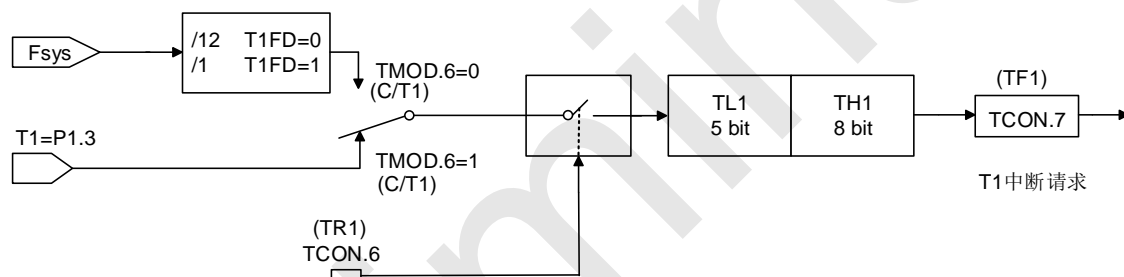 Fsys
/12 T1FD=0
/1 T1FD=1
TMOD.6=0
(C/T1)
T1=P1.3
TMOD.6=1
(C/T1)
(TR1)
TCON.6
TL1
5 bit
TH1
8 bit
(TF1)
TCON.7
T1中断请求